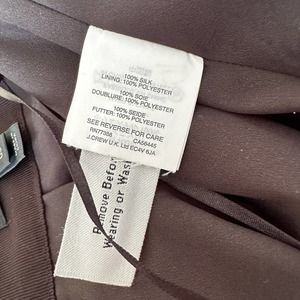 100% SILK
LINING: 100% POLYESTER
100% SOIE
DOUBLURE: 100% POLYESTER
100% SEIDE
FUTTER: 100% POLYESTER
SEE REVERSE FOR CARE
RN77388 CA56445
J.CREW U.K. Ltd EC4V 6JA
Remove Before
Wearing or Wash